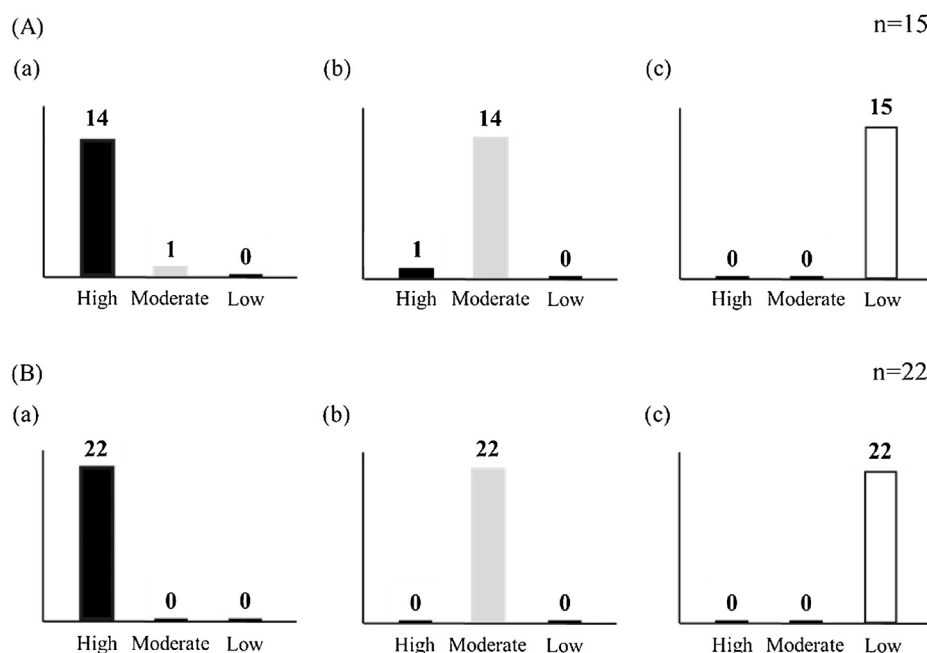 (A) n=15
(a) (b) (c)
14 14 15
1 0 1 0 0 0
High Moderate Low High Moderate Low High Moderate Low
(B) n=22
(a) (b) (c)
22 22 22
0 0 0 0 0 0
High Moderate Low High Moderate Low High Moderate Low